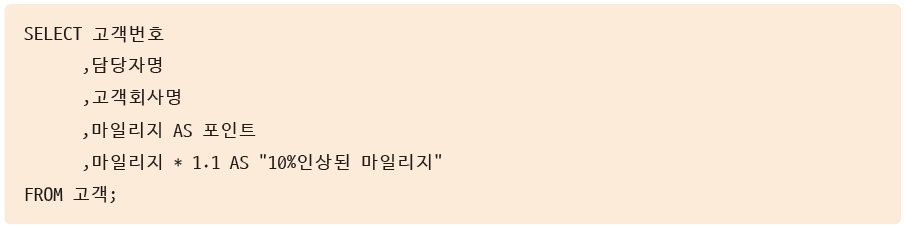 SELECT 고객번호
,담당자명
,고객회사명
,마일리지 AS 포인트
,마일리지 * 1.1 AS "10%인상된 마일리지"
FROM 고객;